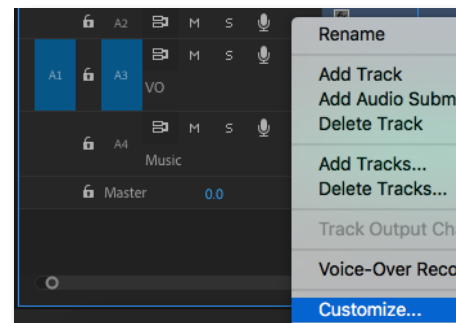 A2 M S
A1 A3 M S
VO
A4 M S
Music
Master 0.0
Rename
Add Track
Add Audio Subm
Delete Track
Add Tracks...
Delete Tracks...
Track Output Ch
Voice-Over Reco
Customize...